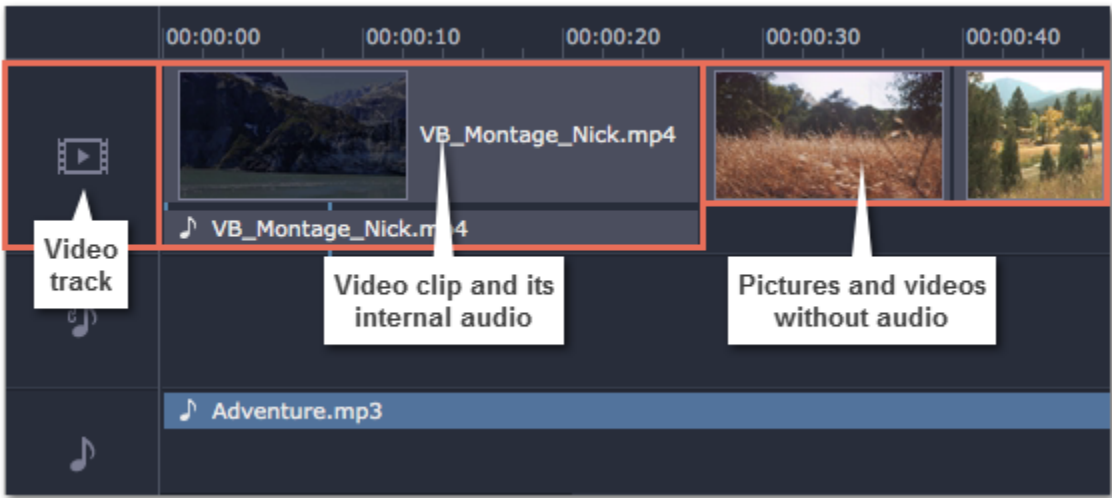 00:00:00 00:00:10 00:00:20 00:00:30 00:00:40
VB_Montage_Nick.mp4
VB_Montage_Nick.mp4
Video
track
Video clip and its
internal audio
Pictures and videos
without audio
Adventure.mp3